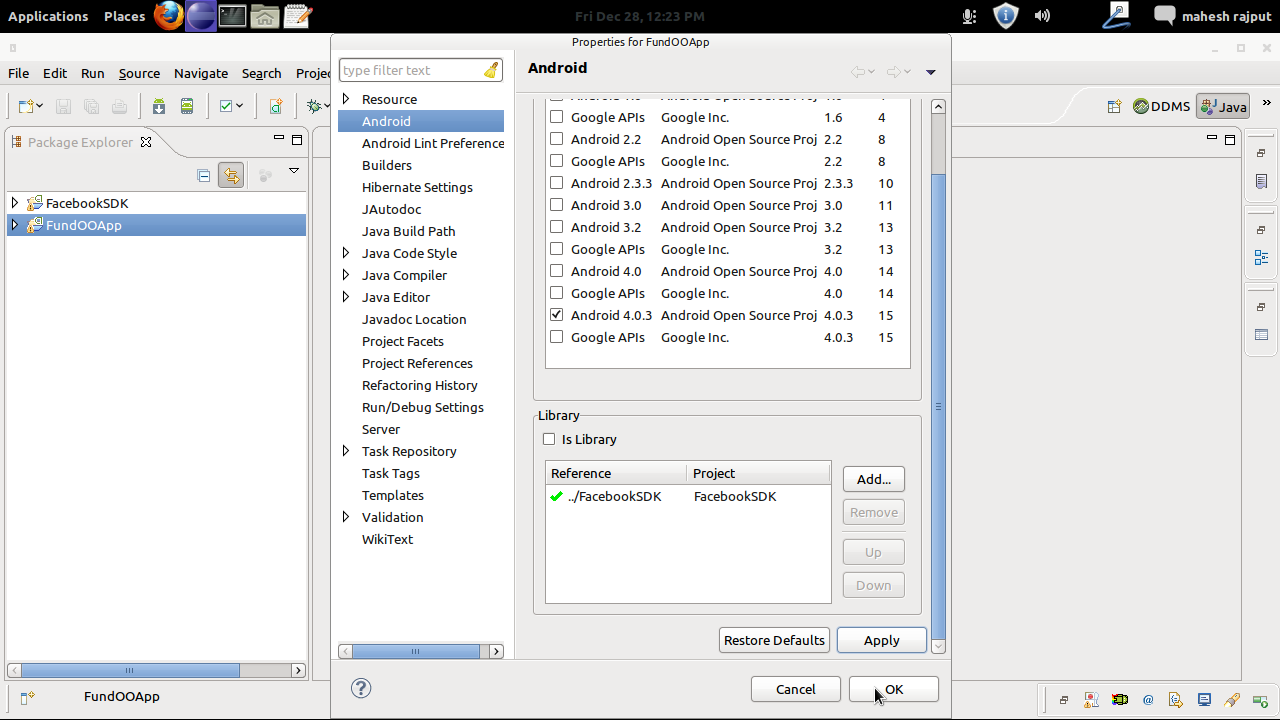 Applications Places Fri Dec 28, 12:23 PM mahesh rajput
Properties for FundOOApp
File Edit Run Source Navigate Search Projec
DDMS Java
Package Explorer
FacebookSDK
FundOOApp
type filter text
Resource
Android
Android Lint Preference
Builders
Hibernate Settings
JAutodoc
Java Build Path
Java Code Style
Java Compiler
Java Editor
Javadoc Location
Project Facets
Project References
Refactoring History
Run/Debug Settings
Server
Task Repository
Task Tags
Templates
Validation
WikiText
Android
Google APIs Google Inc. 1.6 4
Android 2.2 Android Open Source Proj 2.2 8
Google APIs Google Inc. 2.2 8
Android 2.3.3 Android Open Source Proj 2.3.3 10
Android 3.0 Android Open Source Proj 3.0 11
Android 3.2 Android Open Source Proj 3.2 13
Google APIs Google Inc. 3.2 13
Android 4.0 Android Open Source Proj 4.0 14
Google APIs Google Inc. 4.0 14
Android 4.0.3 Android Open Source Proj 4.0.3 15
Google APIs Google Inc. 4.0.3 15
Library
Is Library
Reference Project
../FacebookSDK FacebookSDK
Add...
Remove
Up
Down
Restore Defaults Apply
Cancel OK
FundOOApp